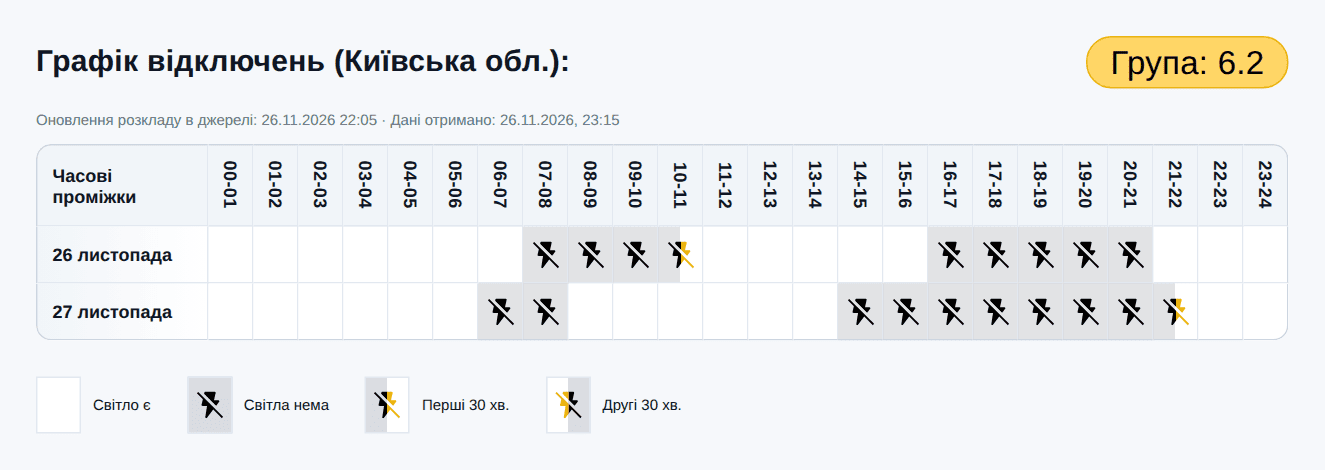 Графік відключень (Київська обл.):
Група: 6.2
Оновлення розкладу в джерелі: 26.11.2026 22:05 · Дані отримано: 26.11.2026, 23:15
Часові
проміжки
00-01
01-02
02-03
03-04
04-05
05-06
06-07
07-08
08-09
09-10
10-11
11-12
12-13
13-14
14-15
15-16
16-17
17-18
18-19
19-20
20-21
21-22
22-23
23-24
26 листопада
27 листопада
Світло є
Світла нема
Перші 30 хв.
Другі 30 хв.